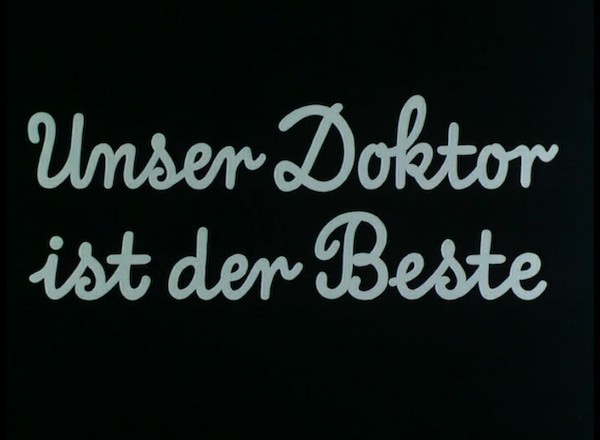 Unser Doktor
ist der Beste